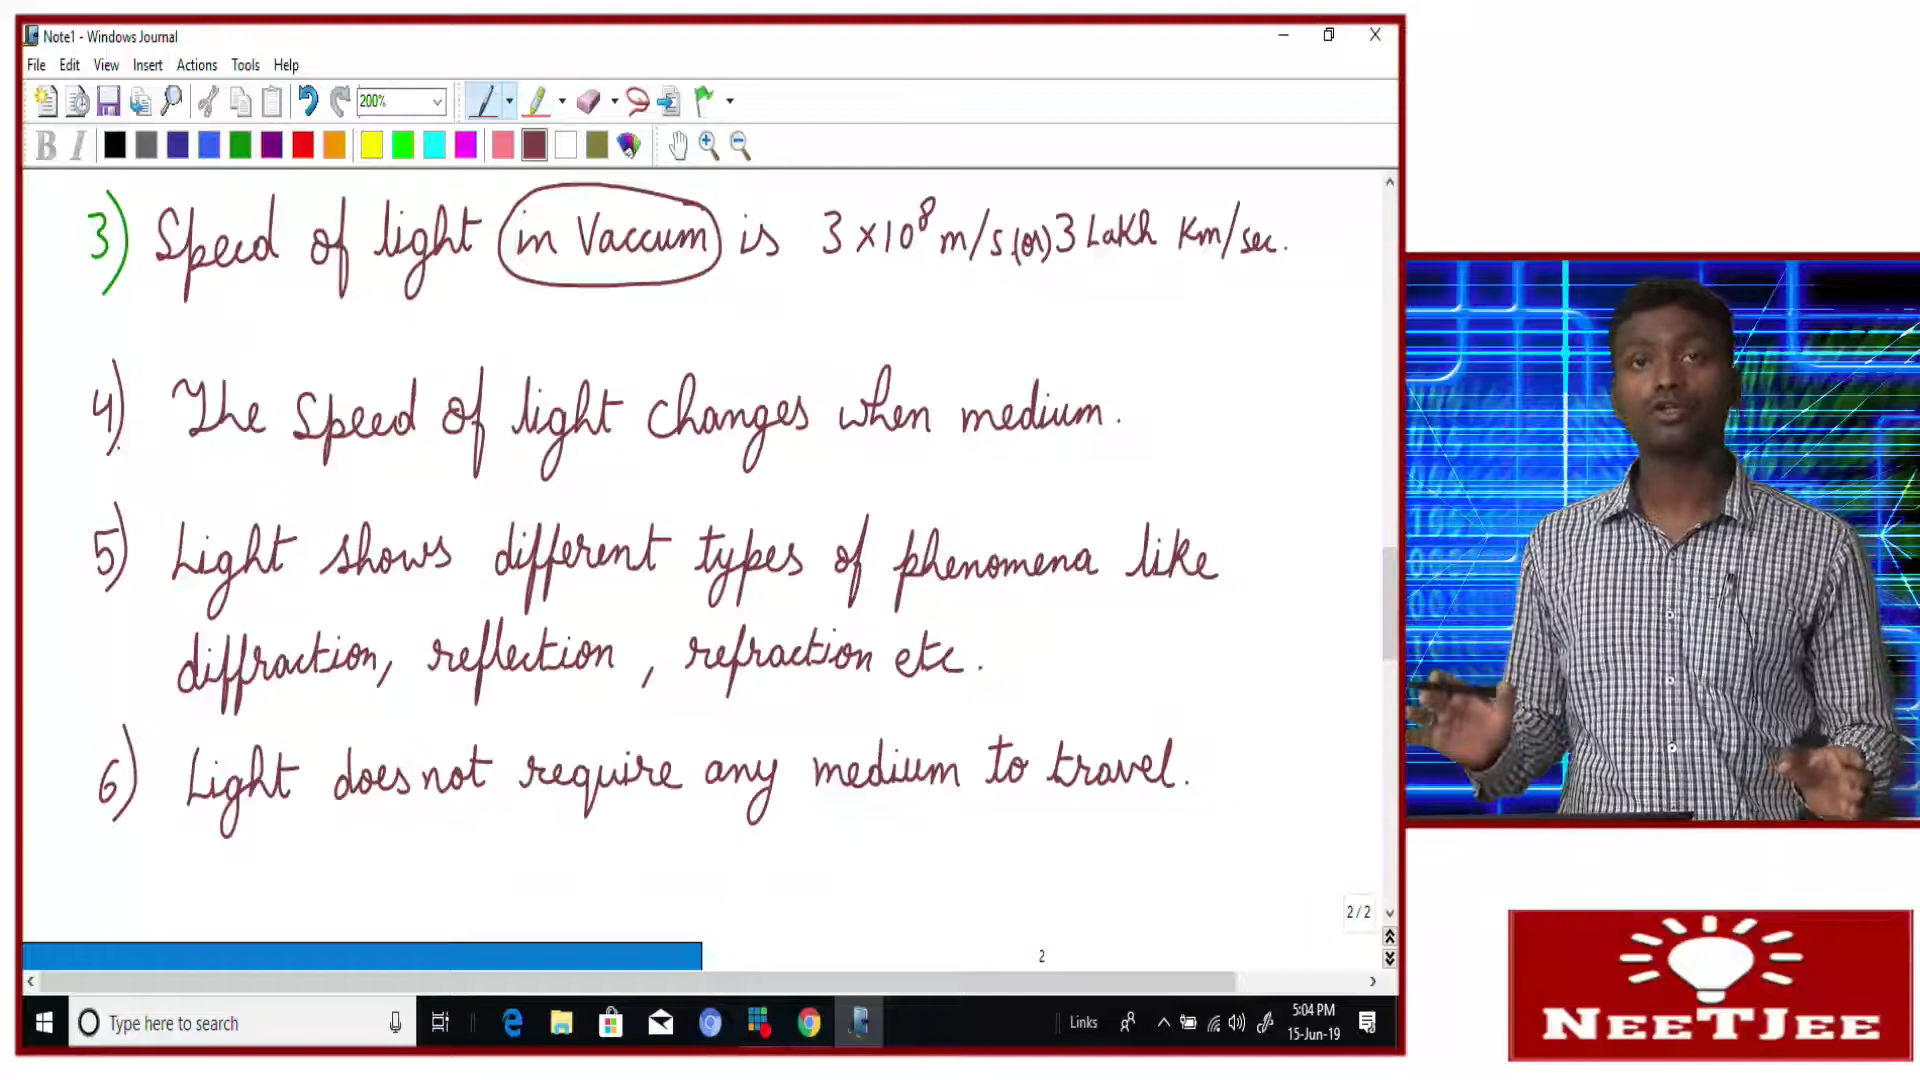 Note1 - Windows Journal
File Edit View Insert Actions Tools Help
200%
B I
3) Speed of light in Vaccum is 3×10⁸ m/s.(or) 3 Lakh Km/sec.
4) The Speed of light changes when medium.
5) Light shows different types of phenomena like
diffraction, reflection, refraction etc.
6) Light does not require any medium to travel.
2/2
2
Type here to search
Links
5:04 PM
15-Jun-19
NEETJEE